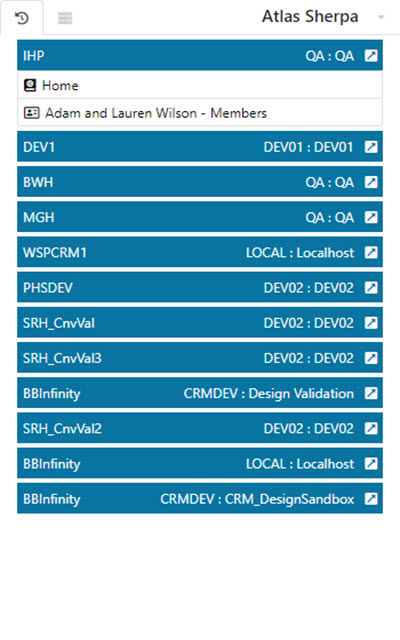 Atlas Sherpa
IHP QA : QA
Home
Adam and Lauren Wilson - Members
DEV1 DEV01 : DEV01
BWH QA : QA
MGH QA : QA
WSPCRM1 LOCAL : Localhost
PHSDEV DEV02 : DEV02
SRH_CnvVal DEV02 : DEV02
SRH_CnvVal3 DEV02 : DEV02
BBInfinity CRMDEV : Design Validation
SRH_CnvVal2 DEV02 : DEV02
BBInfinity LOCAL : Localhost
BBInfinity CRMDEV : CRM_DesignSandbox